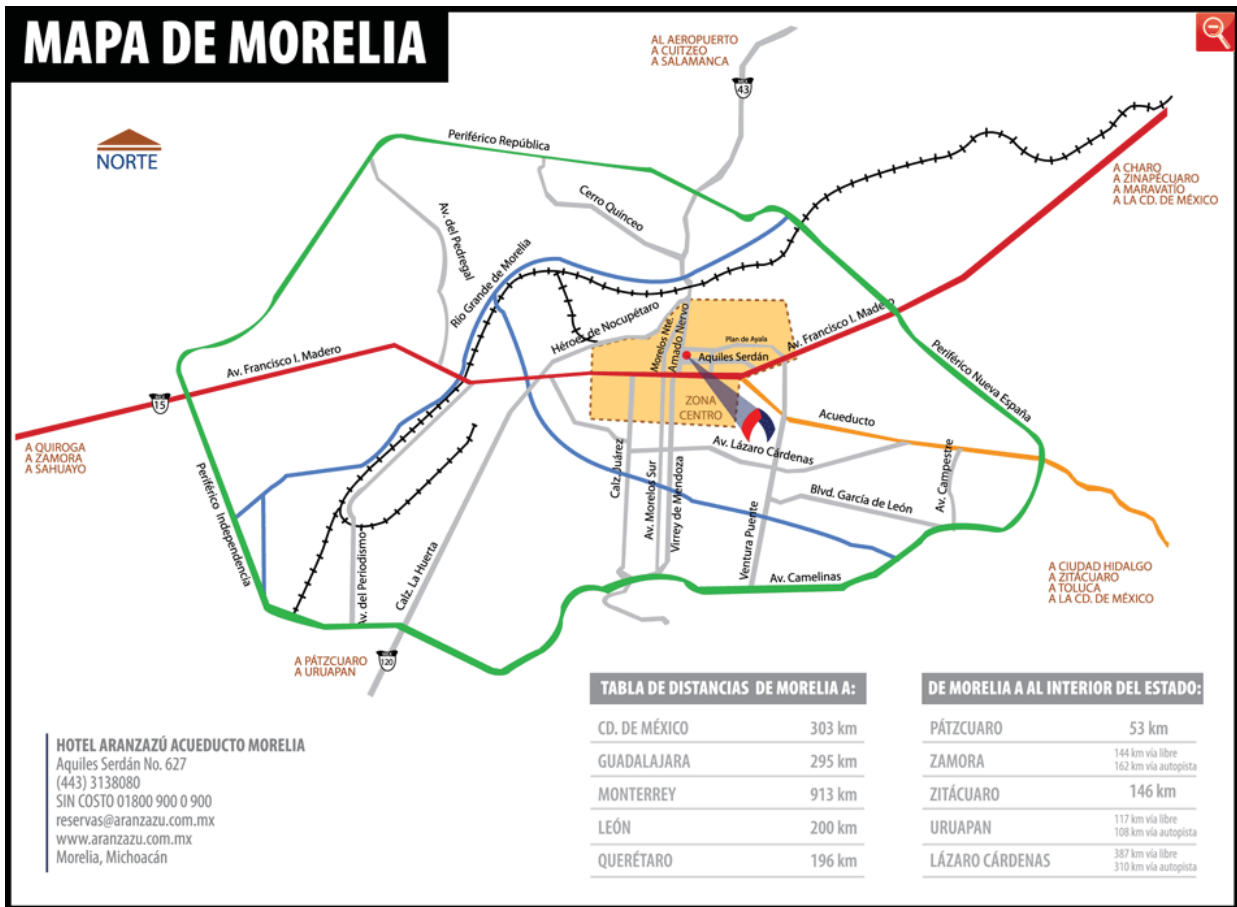 MAPA DE MORELIA
AL AEROPUERTO
A CUITZEO
A SALAMANCA
MEX
43
NORTE
Periférico República
A CHARO
A ZINAPÉCUARO
A MARAVATÍO
A LA CD. DE MÉXICO
Cerro Quinceo
Av. del Pedregal
Río Grande de Morelia
Héroes de Nocupétaro
Morelos Nte.
Amado Nervo
Plan de Ayala
Aquiles Serdán
Av. Francisco I. Madero
Av. Francisco I. Madero
Periférico Nueva España
MEX
15
ZONA
CENTRO
Acueducto
A QUIROGA
A ZAMORA
A SAHUAYO
Av. Lázaro Cárdenas
Calz. Juárez
Av. Morelos Sur
Virrey de Mendoza
Ventura Puente
Blvd. García de León
Av. Campestre
Periférico Independencia
Av. del Periodismo
Calz. La Huerta
Av. Camelinas
A CIUDAD HIDALGO
A ZITÁCUARO
A TOLUCA
A LA CD. DE MÉXICO
A PÁTZCUARO
A URUAPAN
MEX
120
HOTEL ARANZAZÚ ACUEDUCTO MORELIA
Aquiles Serdán No. 627
(443) 3138080
SIN COSTO 01800 900 0 900
reservas@aranzazu.com.mx
www.aranzazu.com.mx
Morelia, Michoacán
TABLA DE DISTANCIAS DE MORELIA A:
CD. DE MÉXICO 303 km
GUADALAJARA 295 km
MONTERREY 913 km
LEÓN 200 km
QUERÉTARO 196 km
DE MORELIA A AL INTERIOR DEL ESTADO:
PÁTZCUARO 53 km
ZAMORA 144 km vía libre
162 km vía autopista
ZITÁCUARO 146 km
URUAPAN 117 km vía libre
108 km vía autopista
LÁZARO CÁRDENAS 387 km vía libre
310 km vía autopista